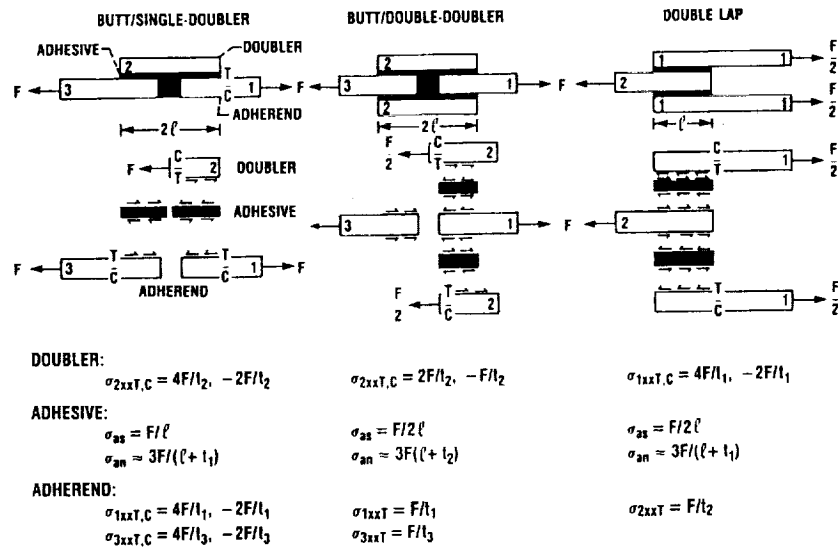 BUTT/SINGLE-DOUBLER BUTT/DOUBLE-DOUBLER DOUBLE LAP
ADHESIVE DOUBLER
2 T
F 3 1 F
C
ADHEREND
2ℓ
F C T 2 DOUBLER
ADHESIVE
F 3 T C T C 1 F
ADHEREND
2
F 3 1 F
2
2ℓ
F/2 C T 2
3 1 F
F/2 T C 2
1 1 F/2
F 2
1 1 F/2
ℓ
C T 1 F/2
F 2
T C 1 F/2
DOUBLER:
σ2xxT,C = 4F/t2, −2F/t2 σ2xxT,C = 2F/t2, −F/t2 σ1xxT,C = 4F/t1, −2F/t1
ADHESIVE:
σas = F/ℓ σas = F/2ℓ σas = F/2ℓ
σan ≈ 3F/(ℓ + t1) σan ≈ 3F(ℓ + t2) σan ≈ 3F/(ℓ + t1)
ADHEREND:
σ1xxT,C = 4F/t1, −2F/t1 σ1xxT = F/t1 σ2xxT = F/t2
σ3xxT,C = 4F/t3, −2F/t3 σ3xxT = F/t3